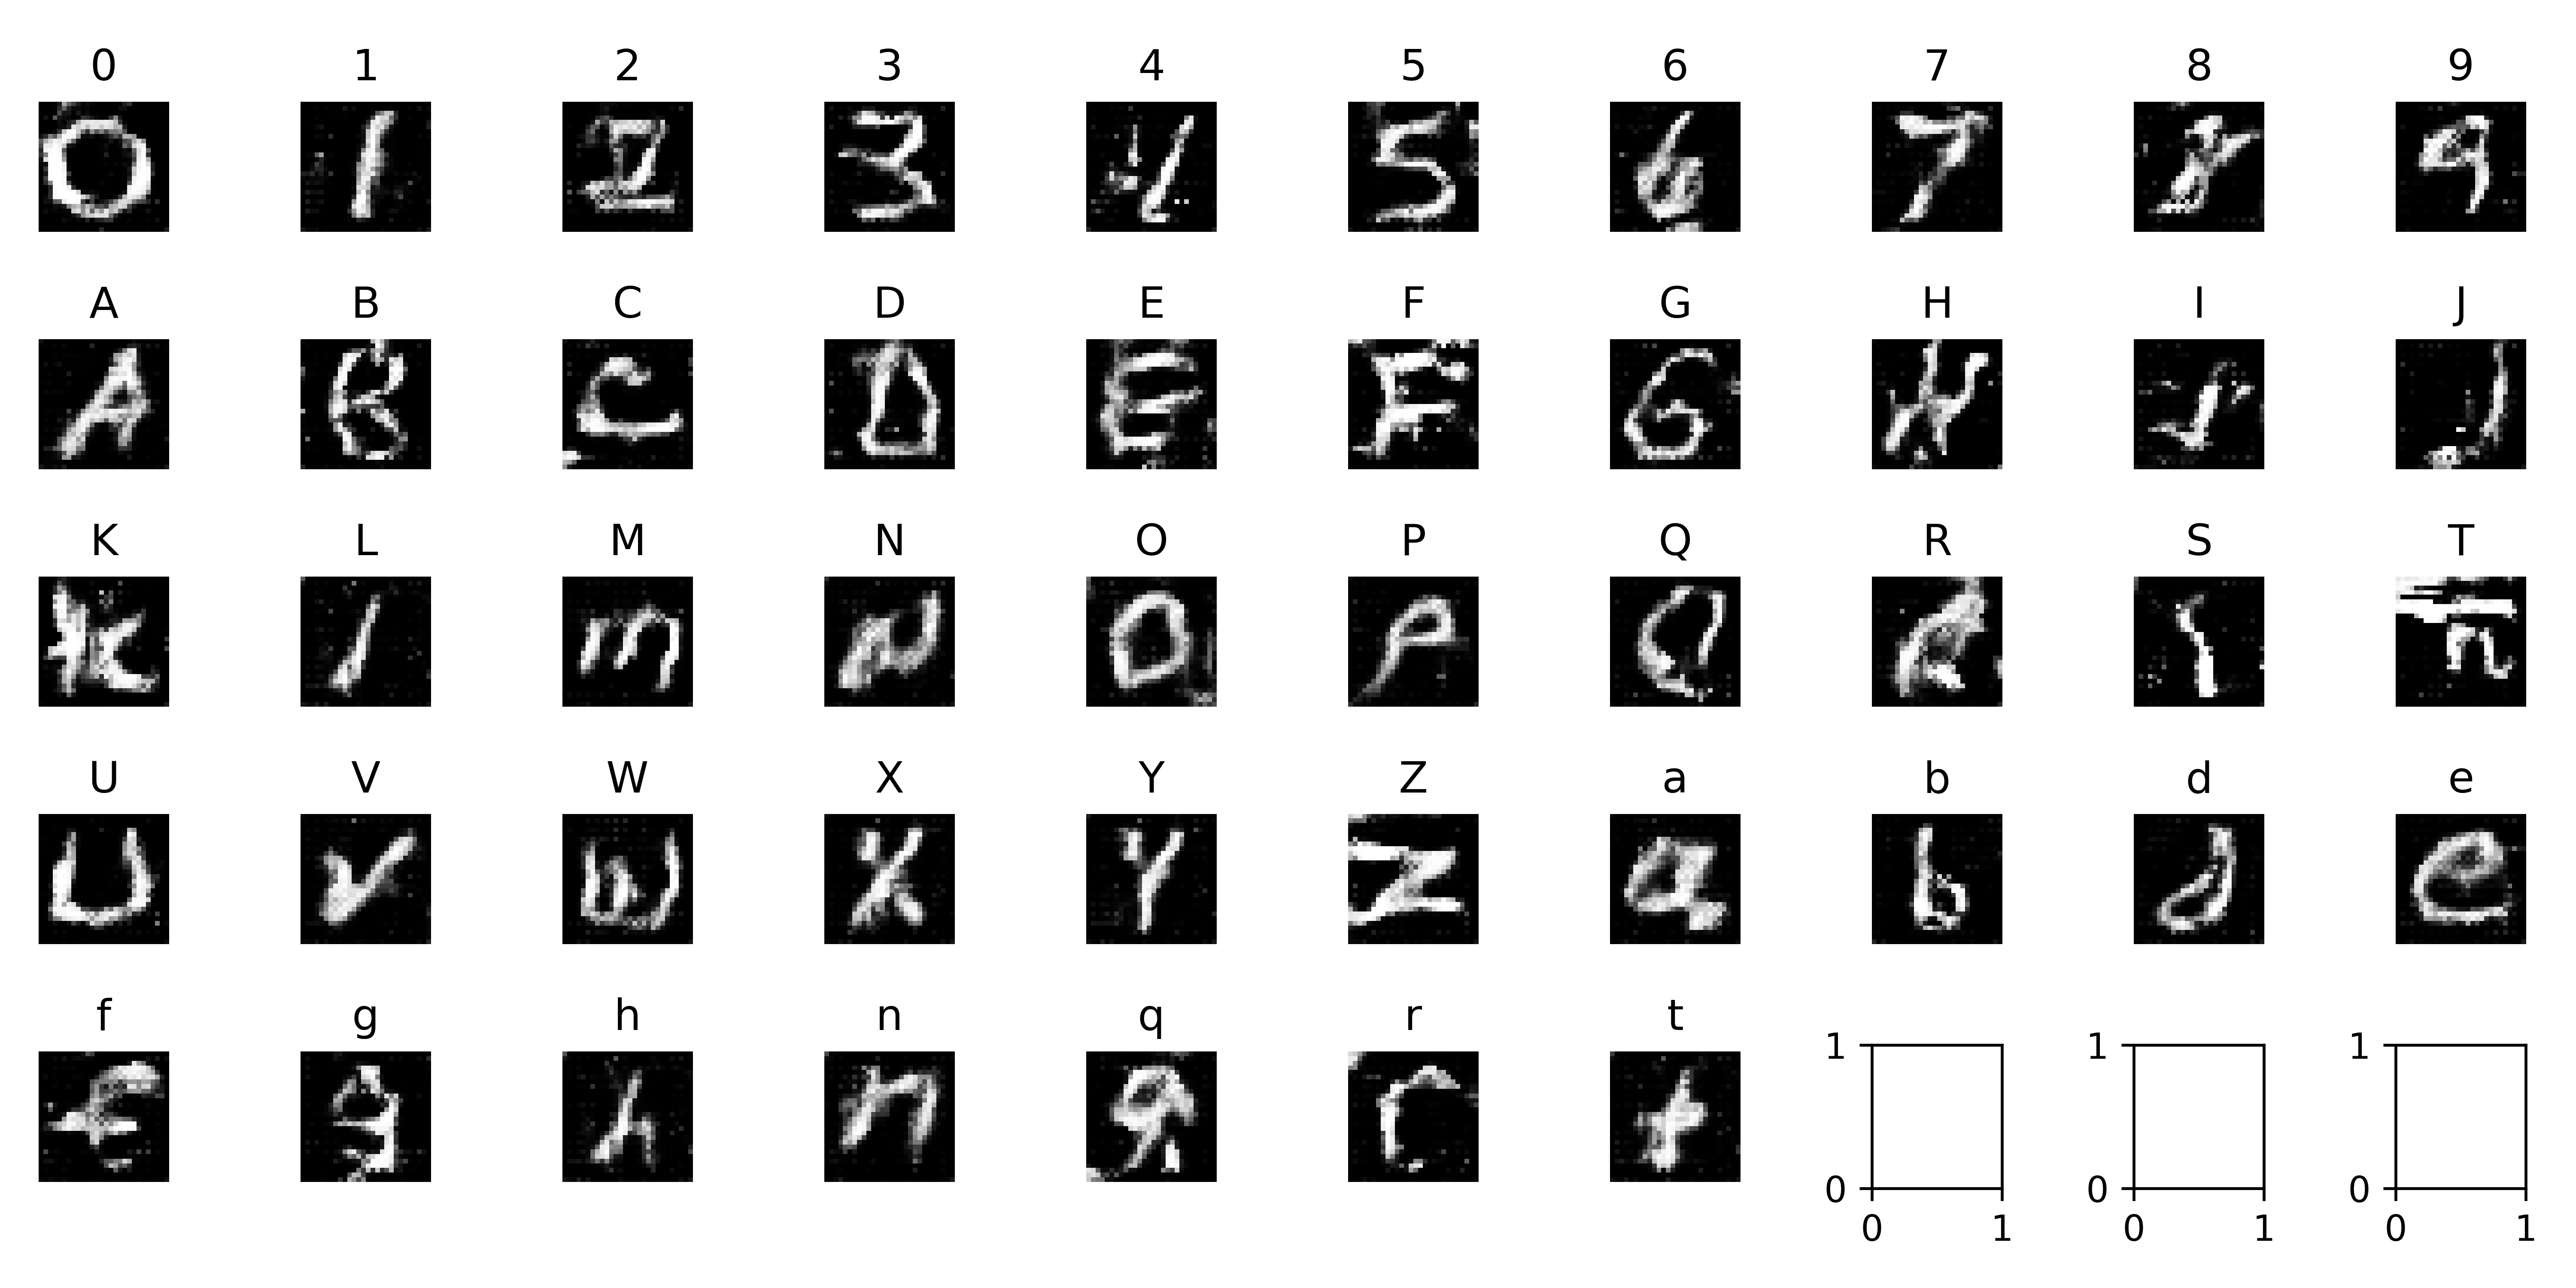 0 1 2 3 4 5 6 7 8 9
A B C D E F G H I J
K L M N O P Q R S T
U V W X Y Z a b d e
f g h n q r t
1 1 1
0 0 0
0 1 0 1 0 1